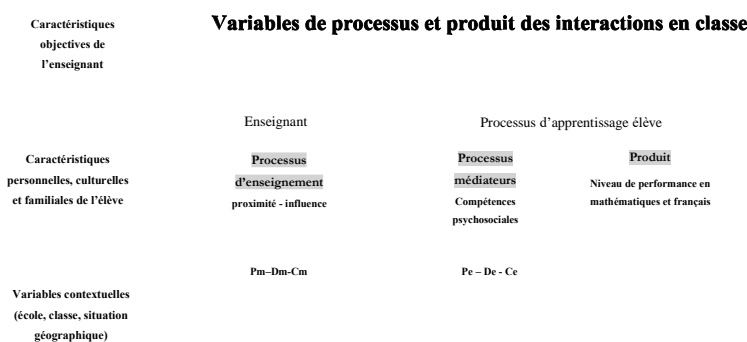 Caractéristiques
objectives de
l’enseignant
Variables de processus et produit des interactions en classe
Enseignant
Processus d’apprentissage élève
Caractéristiques
personnelles, culturelles
et familiales de l’élève
Processus
d’enseignement
proximité - influence
Processus
médiateurs
Compétences
psychosociales
Produit
Niveau de performance en
mathématiques et français
Pm–Dm-Cm
Pe – De - Ce
Variables contextuelles
(école, classe, situation
géographique)